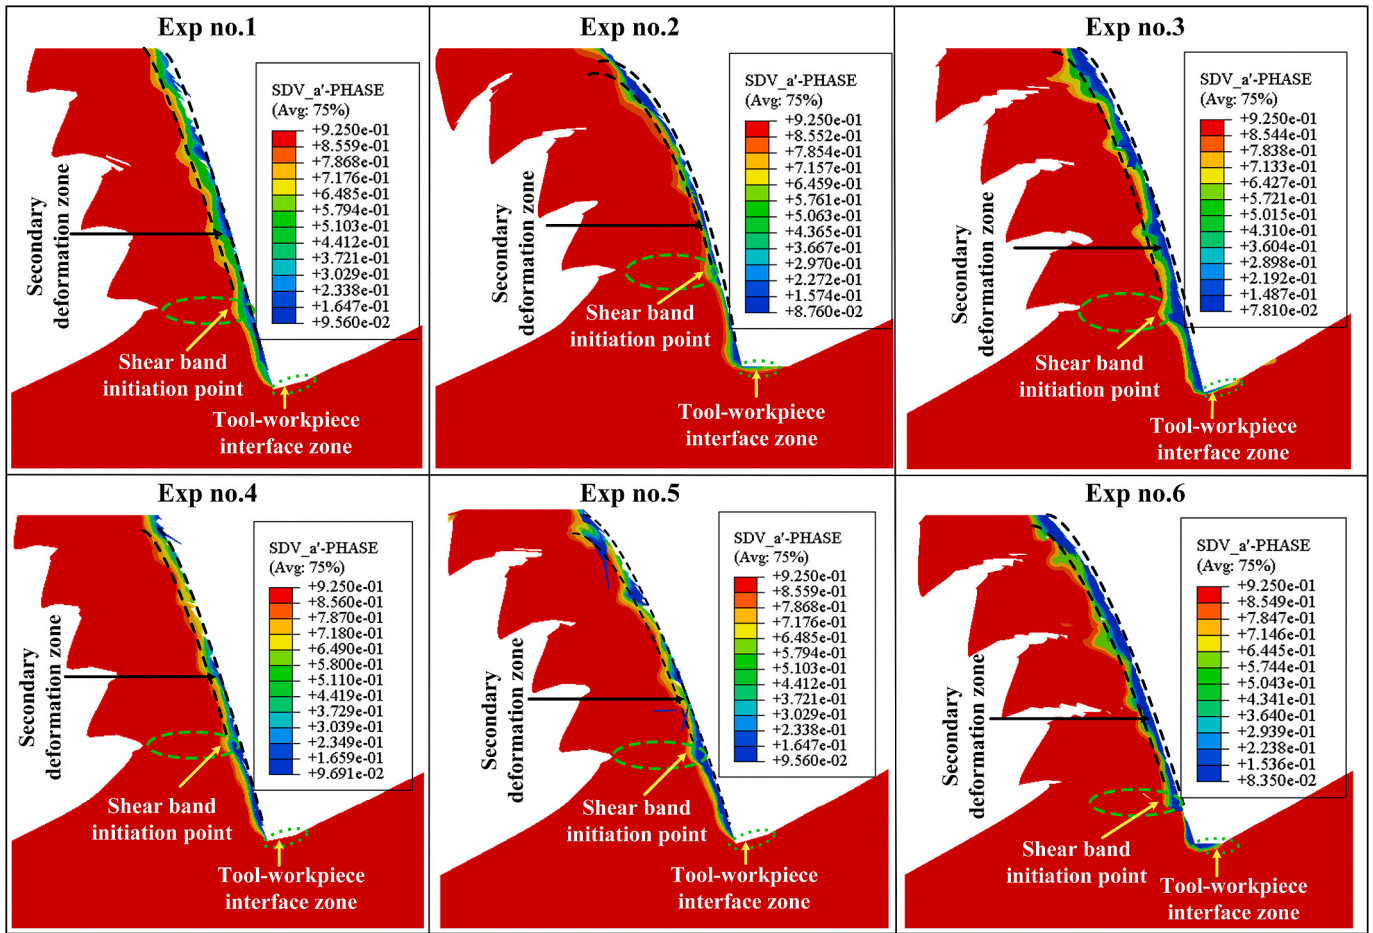 Exp no.1
SDV_a'-PHASE
(Avg: 75%)
+9.250e-01
+8.559e-01
+7.868e-01
+7.176e-01
+6.485e-01
+5.794e-01
+5.103e-01
+4.412e-01
+3.721e-01
+3.029e-01
+2.338e-01
+1.647e-01
+9.560e-02
Secondary
deformation zone
Shear band
initiation point
Tool-workpiece
interface zone
Exp no.2
SDV_a'-PHASE
(Avg: 75%)
+9.250e-01
+8.552e-01
+7.854e-01
+7.157e-01
+6.459e-01
+5.761e-01
+5.063e-01
+4.365e-01
+3.667e-01
+2.970e-01
+2.272e-01
+1.574e-01
+8.760e-02
Secondary
deformation zone
Shear band
initiation point
Tool-workpiece
interface zone
Exp no.3
SDV_a'-PHASE
(Avg: 75%)
+9.250e-01
+8.544e-01
+7.838e-01
+7.133e-01
+6.427e-01
+5.721e-01
+5.015e-01
+4.310e-01
+3.604e-01
+2.898e-01
+2.192e-01
+1.487e-01
+7.810e-02
Secondary
deformation zone
Shear band
initiation point
Tool-workpiece
interface zone
Exp no.4
SDV_a'-PHASE
(Avg: 75%)
+9.250e-01
+8.560e-01
+7.870e-01
+7.180e-01
+6.490e-01
+5.800e-01
+5.110e-01
+4.419e-01
+3.729e-01
+3.039e-01
+2.349e-01
+1.659e-01
+9.691e-02
Secondary
deformation zone
Shear band
initiation point
Tool-workpiece
interface zone
Exp no.5
SDV_a'-PHASE
(Avg: 75%)
+9.250e-01
+8.559e-01
+7.868e-01
+7.176e-01
+6.485e-01
+5.794e-01
+5.103e-01
+4.412e-01
+3.721e-01
+3.029e-01
+2.338e-01
+1.647e-01
+9.560e-02
Secondary
deformation zone
Shear band
initiation point
Tool-workpiece
interface zone
Exp no.6
SDV_a'-PHASE
(Avg: 75%)
+9.250e-01
+8.549e-01
+7.847e-01
+7.146e-01
+6.445e-01
+5.744e-01
+5.043e-01
+4.341e-01
+3.640e-01
+2.939e-01
+2.238e-01
+1.536e-01
+8.350e-02
Secondary
deformation zone
Shear band
initiation point
Tool-workpiece
interface zone